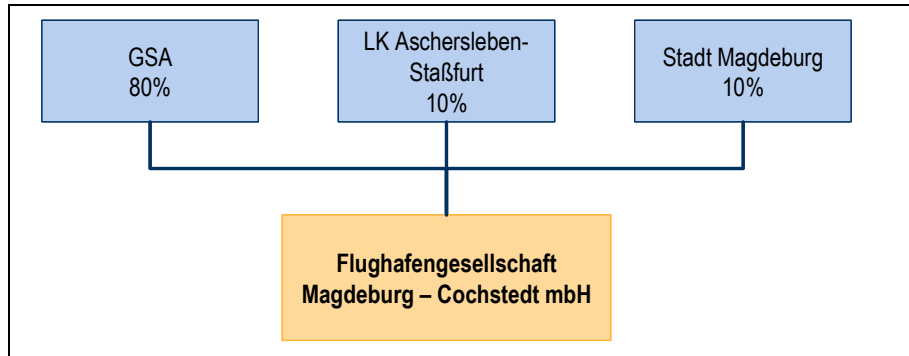 GSA
80%
LK Aschersleben-
Staßfurt
10%
Stadt Magdeburg
10%
Flughafengesellschaft
Magdeburg – Cochstedt mbH